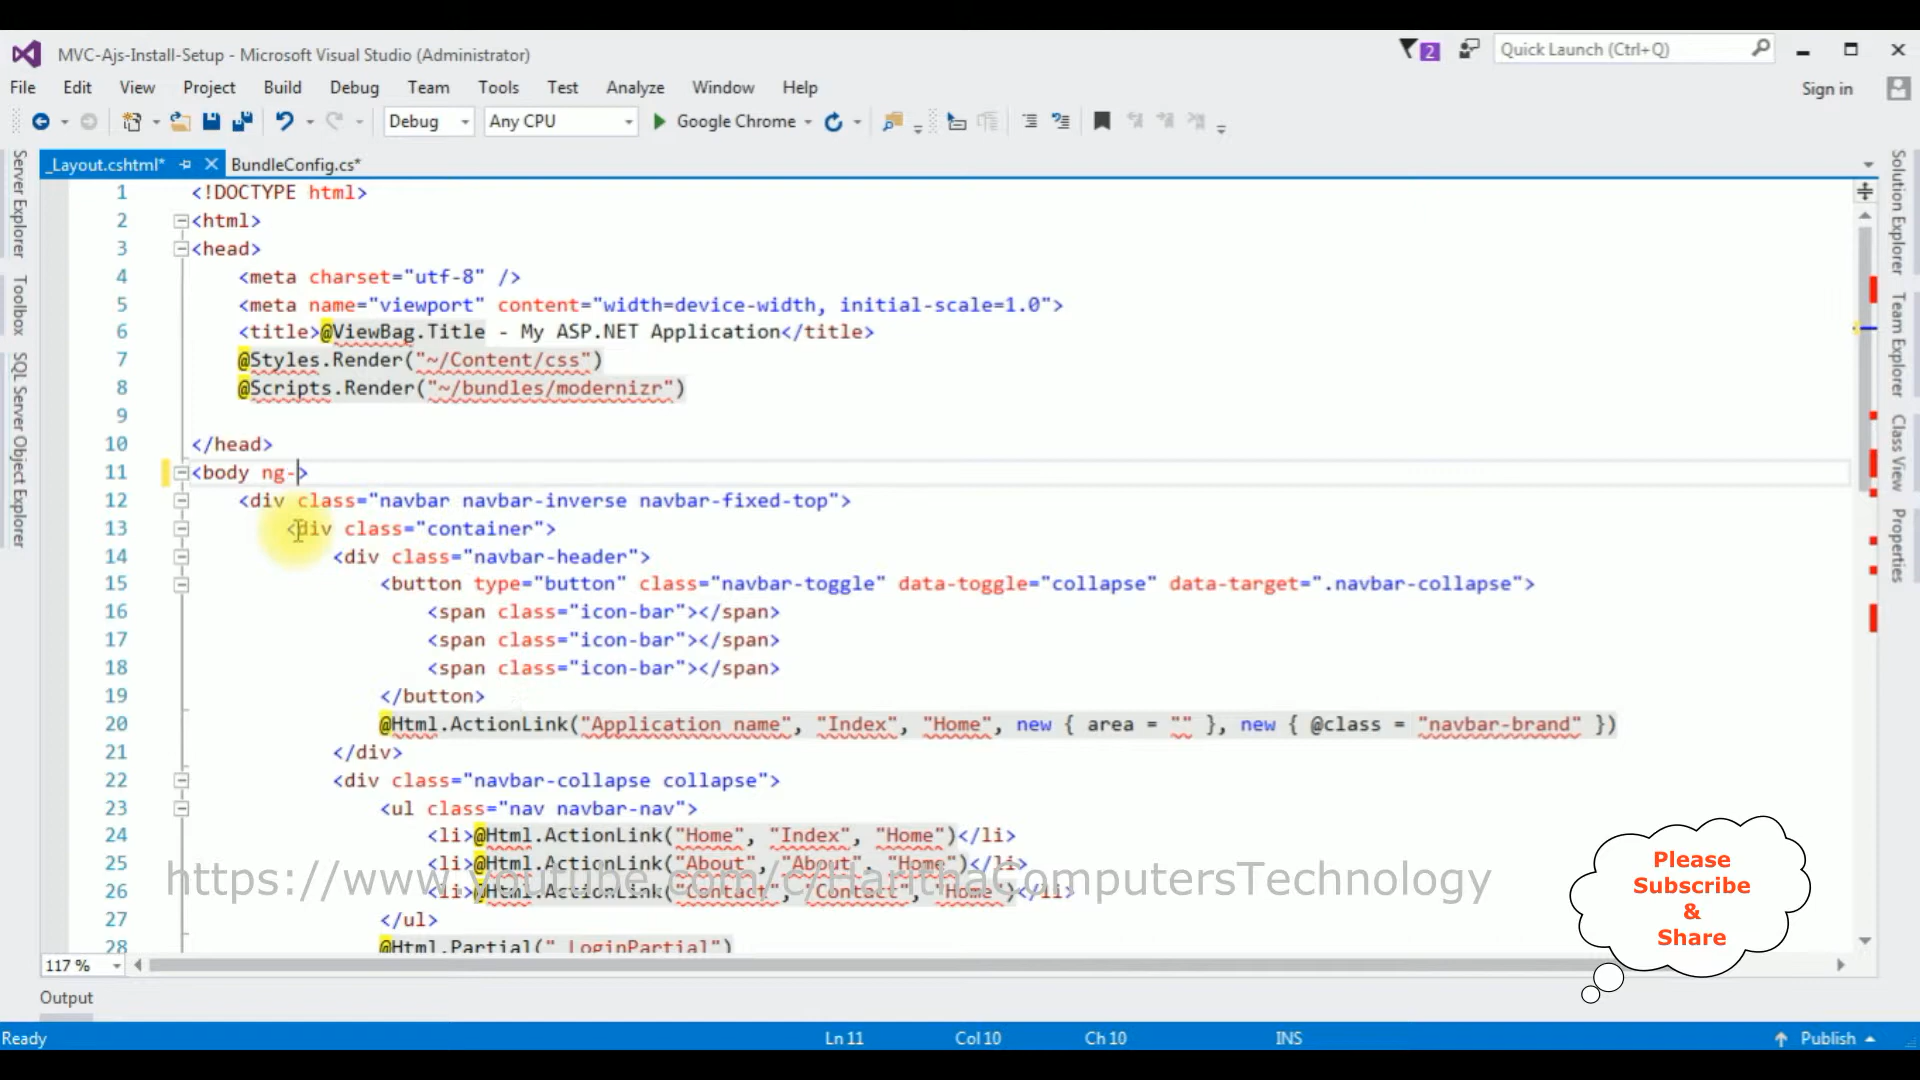 MVC-Ajs-Install-Setup - Microsoft Visual Studio (Administrator)
2
Quick Launch (Ctrl+Q)
File Edit View Project Build Debug Team Tools Test Analyze Window Help
Sign in
Debug Any CPU Google Chrome
_Layout.cshtml* BundleConfig.cs*
Server Explorer
Toolbox
SQL Server Object Explorer
Solution Explorer
Team Explorer
Class View
Properties
1 <!DOCTYPE html>
2 <html>
3 <head>
4 <meta charset="utf-8" />
5 <meta name="viewport" content="width=device-width, initial-scale=1.0">
6 <title>@ViewBag.Title - My ASP.NET Application</title>
7 @Styles.Render("~/Content/css")
8 @Scripts.Render("~/bundles/modernizr")
9
10 </head>
11 <body ng->
12 <div class="navbar navbar-inverse navbar-fixed-top">
13 <div class="container">
14 <div class="navbar-header">
15 <button type="button" class="navbar-toggle" data-toggle="collapse" data-target=".navbar-collapse">
16 <span class="icon-bar"></span>
17 <span class="icon-bar"></span>
18 <span class="icon-bar"></span>
19 </button>
20 @Html.ActionLink("Application name", "Index", "Home", new { area = "" }, new { @class = "navbar-brand" })
21 </div>
22 <div class="navbar-collapse collapse">
23 <ul class="nav navbar-nav">
24 <li>@Html.ActionLink("Home", "Index", "Home")</li>
25 <li>@Html.ActionLink("About", "About", "Home")</li>
https://www.youtube.com/c/HarithaComputersTechnology
26 <li>@Html.ActionLink("Contact", "Contact", "Home")</li>
27 </ul>
28 @Html.Partial("_LoginPartial")
Please
Subscribe
&
Share
117 %
Output
Ready Ln 11 Col 10 Ch 10 INS Publish